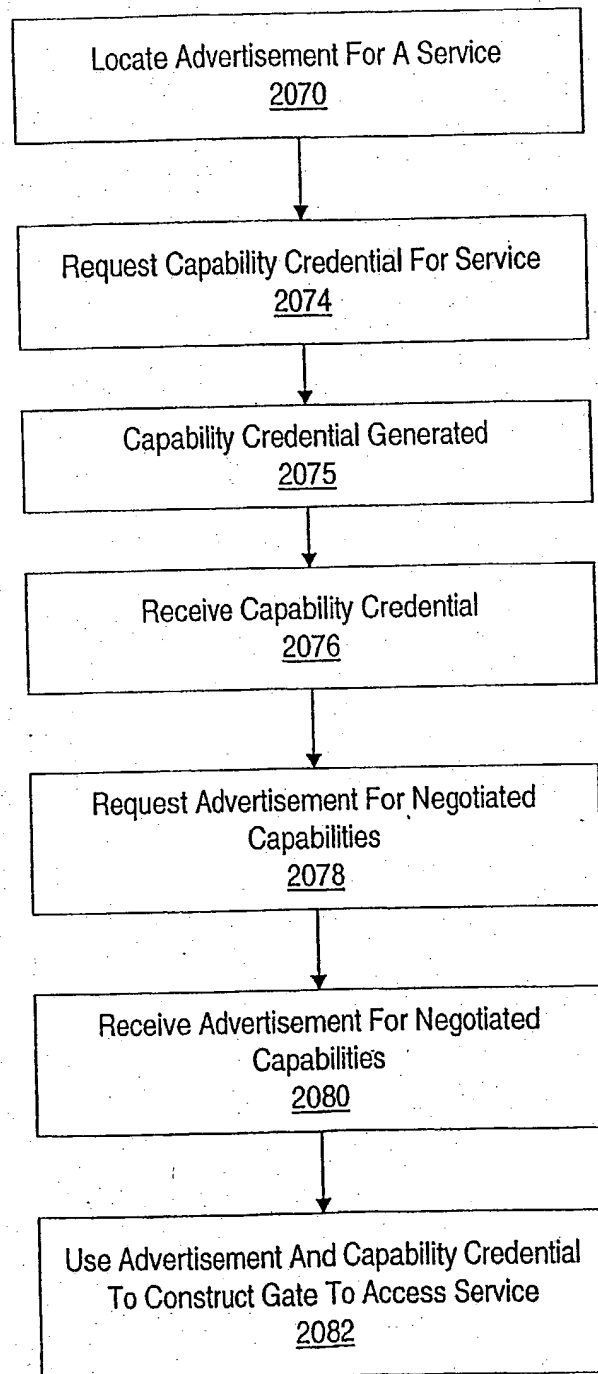 Locate Advertisement For A Service
2070
Request Capability Credential For Service
2074
Capability Credential Generated
2075
Receive Capability Credential
2076
Request Advertisement For Negotiated
Capabilities
2078
Receive Advertisement For Negotiated
Capabilities
2080
Use Advertisement And Capability Credential
To Construct Gate To Access Service
2082